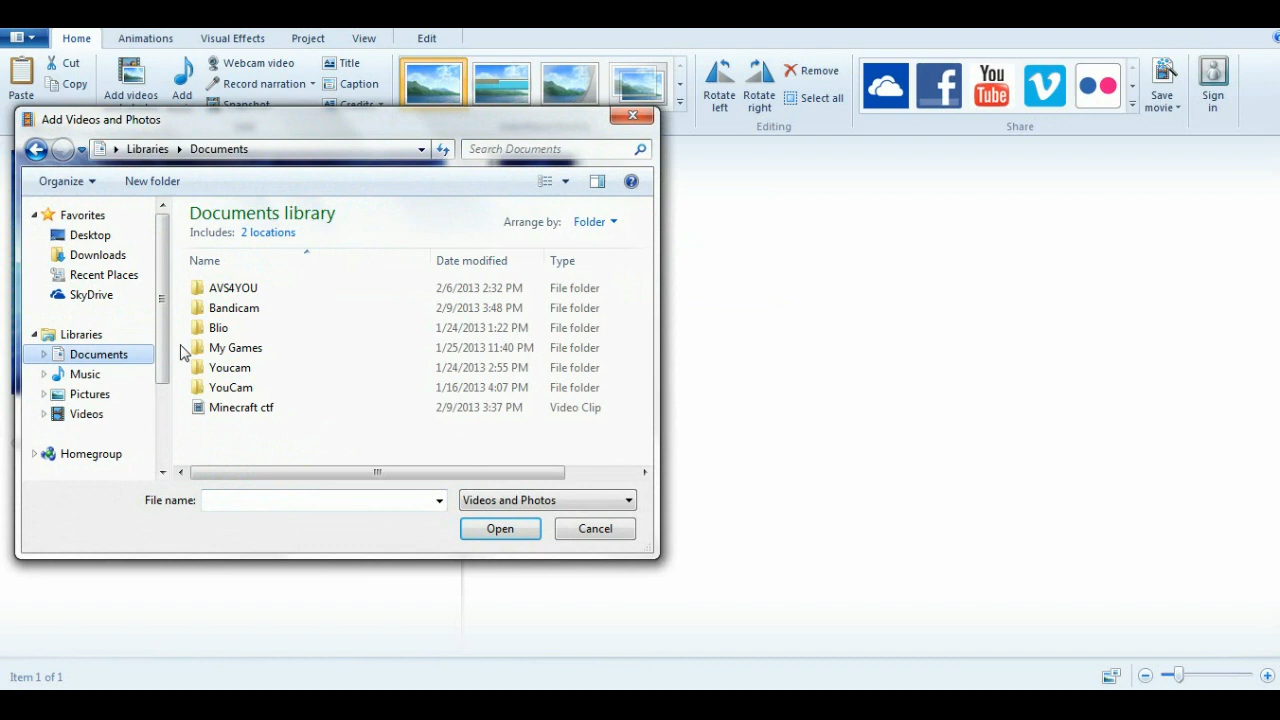 Home Animations Visual Effects Project View Edit
Cut
Copy
Paste
Add videos
Add
Webcam video
Record narration
Snapshot
Title
Caption
Credits
Rotate left
Rotate right
Remove
Select all
Editing
You Tube
Share
Save movie
Sign in
Add Videos and Photos
Libraries Documents
Search Documents
Organize New folder
Favorites
Desktop
Downloads
Recent Places
SkyDrive
Libraries
Documents
Music
Pictures
Videos
Homegroup
Documents library
Includes: 2 locations
Arrange by: Folder
Name Date modified Type
AVS4YOU 2/6/2013 2:32 PM File folder
Bandicam 2/9/2013 3:48 PM File folder
Blio 1/24/2013 1:22 PM File folder
My Games 1/25/2013 11:40 PM File folder
Youcam 1/24/2013 2:55 PM File folder
YouCam 1/16/2013 4:07 PM File folder
Minecraft ctf 2/9/2013 3:37 PM Video Clip
File name: Videos and Photos
Open Cancel
Item 1 of 1